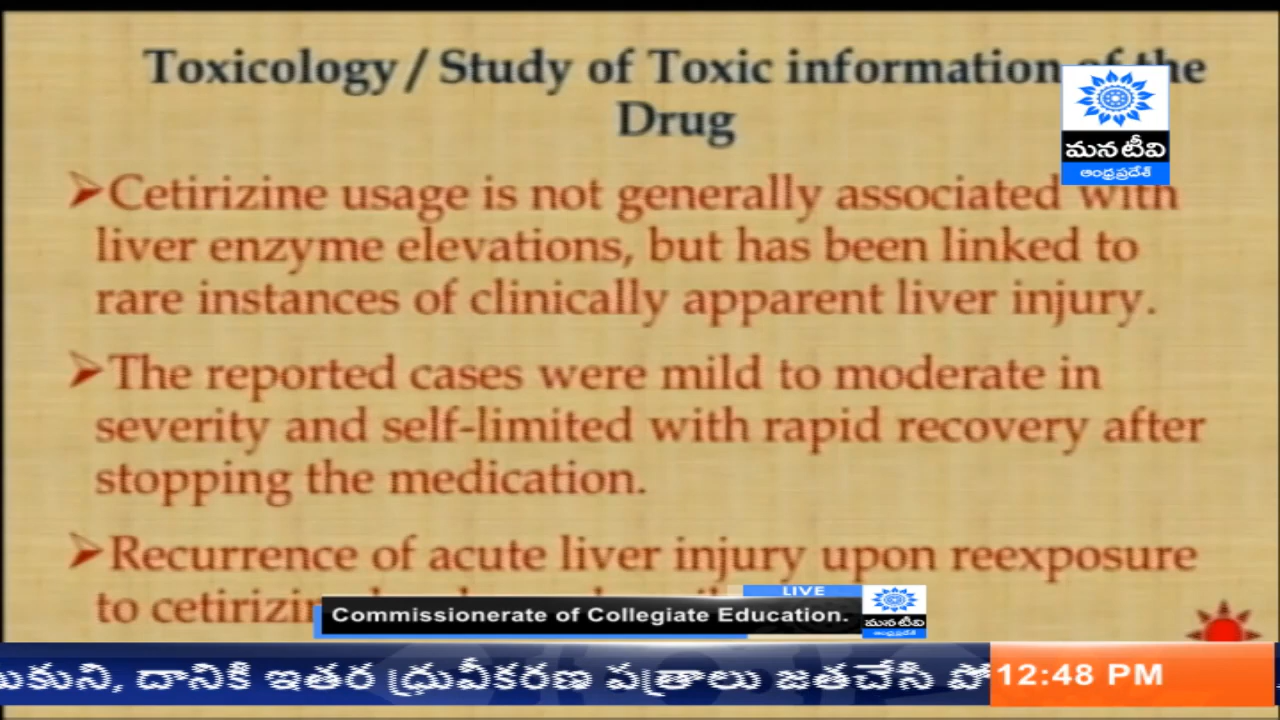 Toxicology / Study of Toxic information of the
Drug
మన టీవి
ఆంధ్రప్రదేశ్
➤Cetirizine usage is not generally associated with
liver enzyme elevations, but has been linked to
rare instances of clinically apparent liver injury.
➤The reported cases were mild to moderate in
severity and self-limited with rapid recovery after
stopping the medication.
➤Recurrence of acute liver injury upon reexposure
to
LIVE
Commissionerate of Collegiate Education.
మన టీవి
ఆంధ్రప్రదేశ్
దానికి ఇతర ధ్రువీకరణ పత్రాలు జతచేసి
12:48 PM